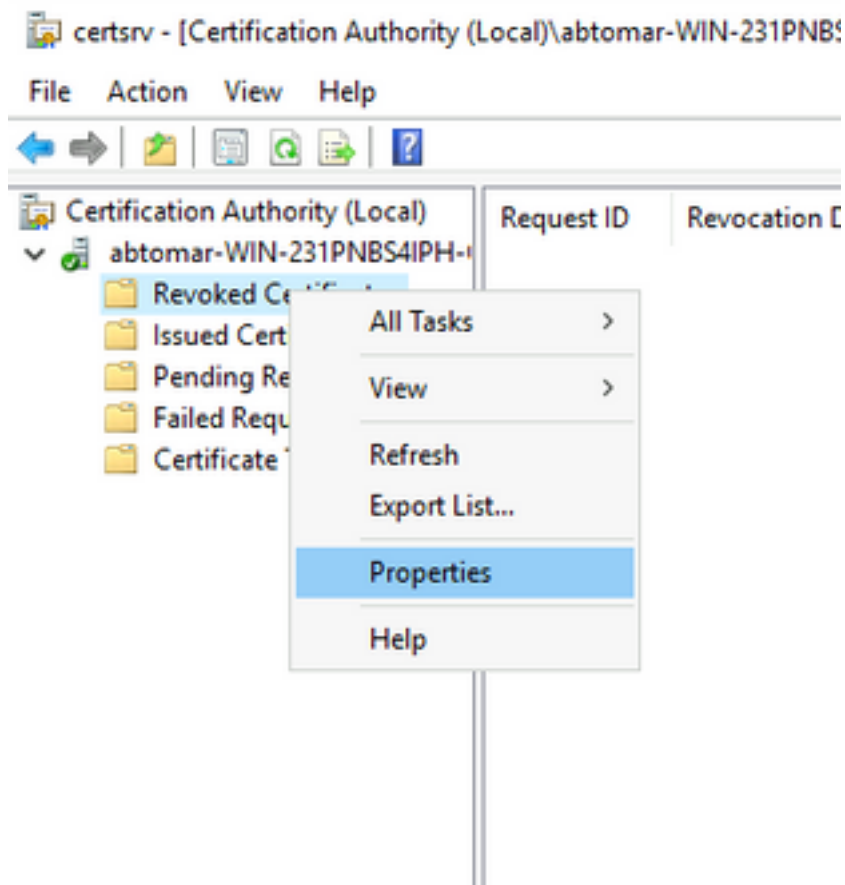 certsrv - [Certification Authority (Local)\abtomar-WIN-231PNBS
File Action View Help
Certification Authority (Local)
Request ID Revocation D
abtomar-WIN-231PNBS4IPH-
Revoked Certificat
Issued Cert
Pending Re
Failed Requ
Certificate
All Tasks
View
Refresh
Export List...
Properties
Help